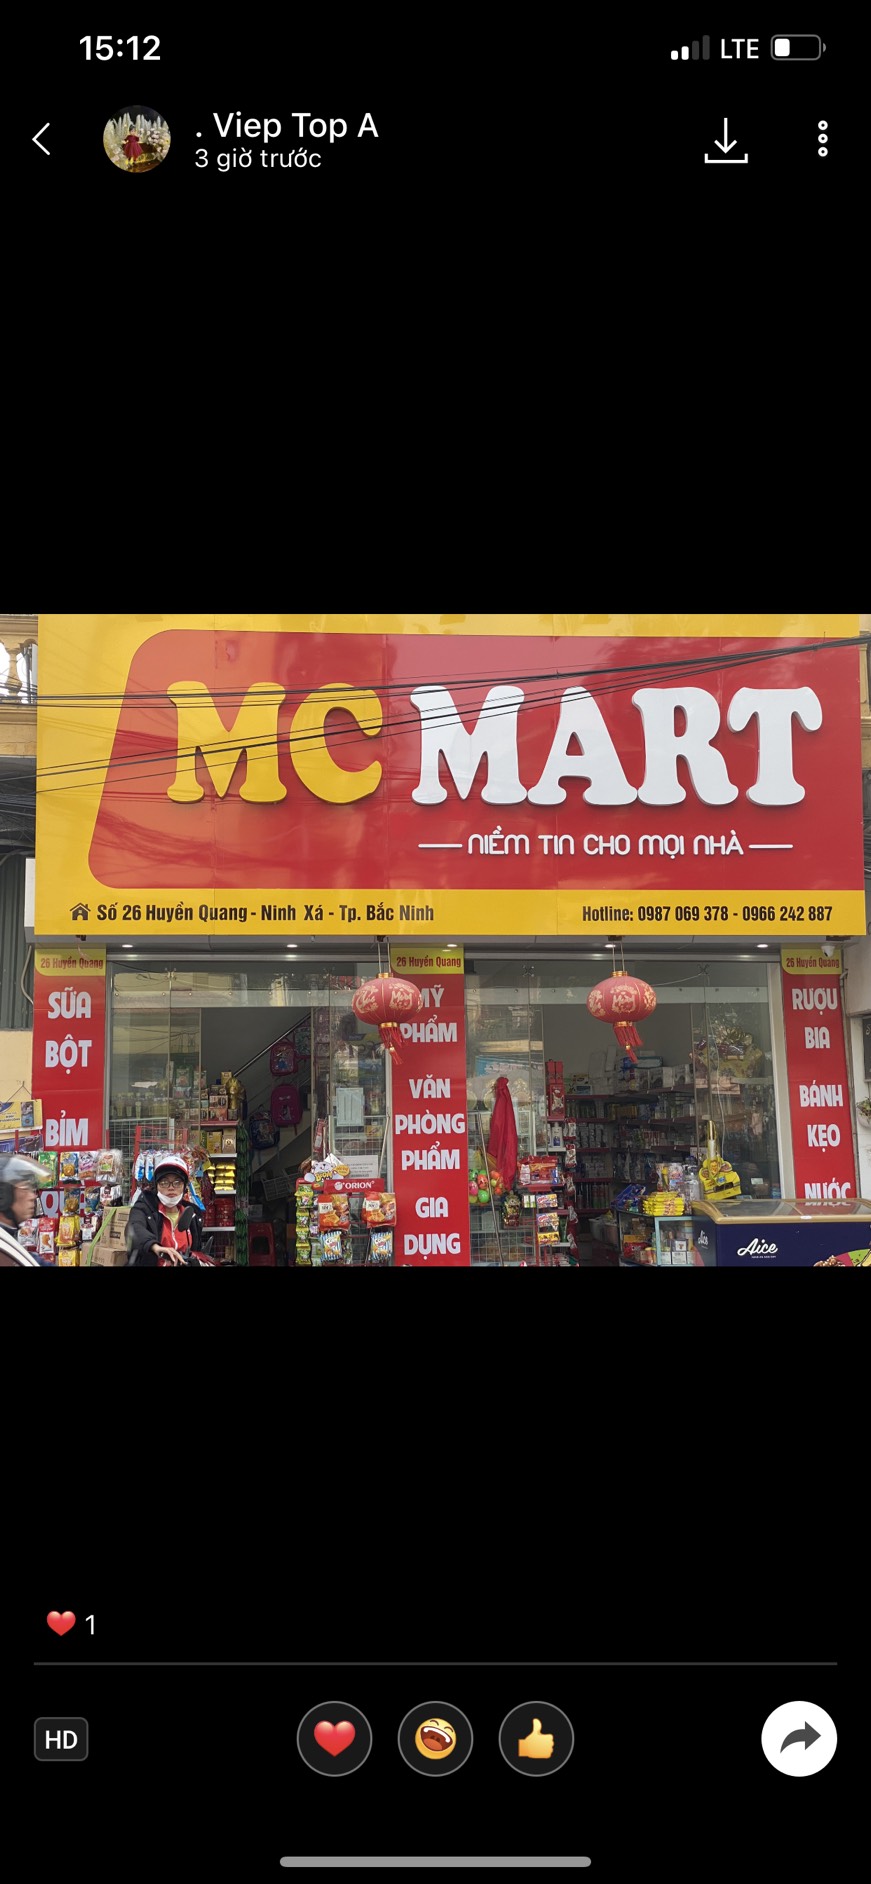 15:12
LTE
. Viep Top A
3 giờ trước
MC MART
NIỀM TIN CHO MỌI NHÀ
Số 26 Huyền Quang - Ninh Xá - Tp. Bắc Ninh
Hotline: 0987 069 378 - 0966 242 887
26 Huyền Quang
SỮA
BỘT
BỈM
26 Huyền Quang
MỸ
PHẨM
VĂN
PHÒNG
PHẨM
GIA
DỤNG
26 Huyền Quang
RƯỢU
BIA
BÁNH
KẸO
NƯỚC
ORION
Aice
1
HD